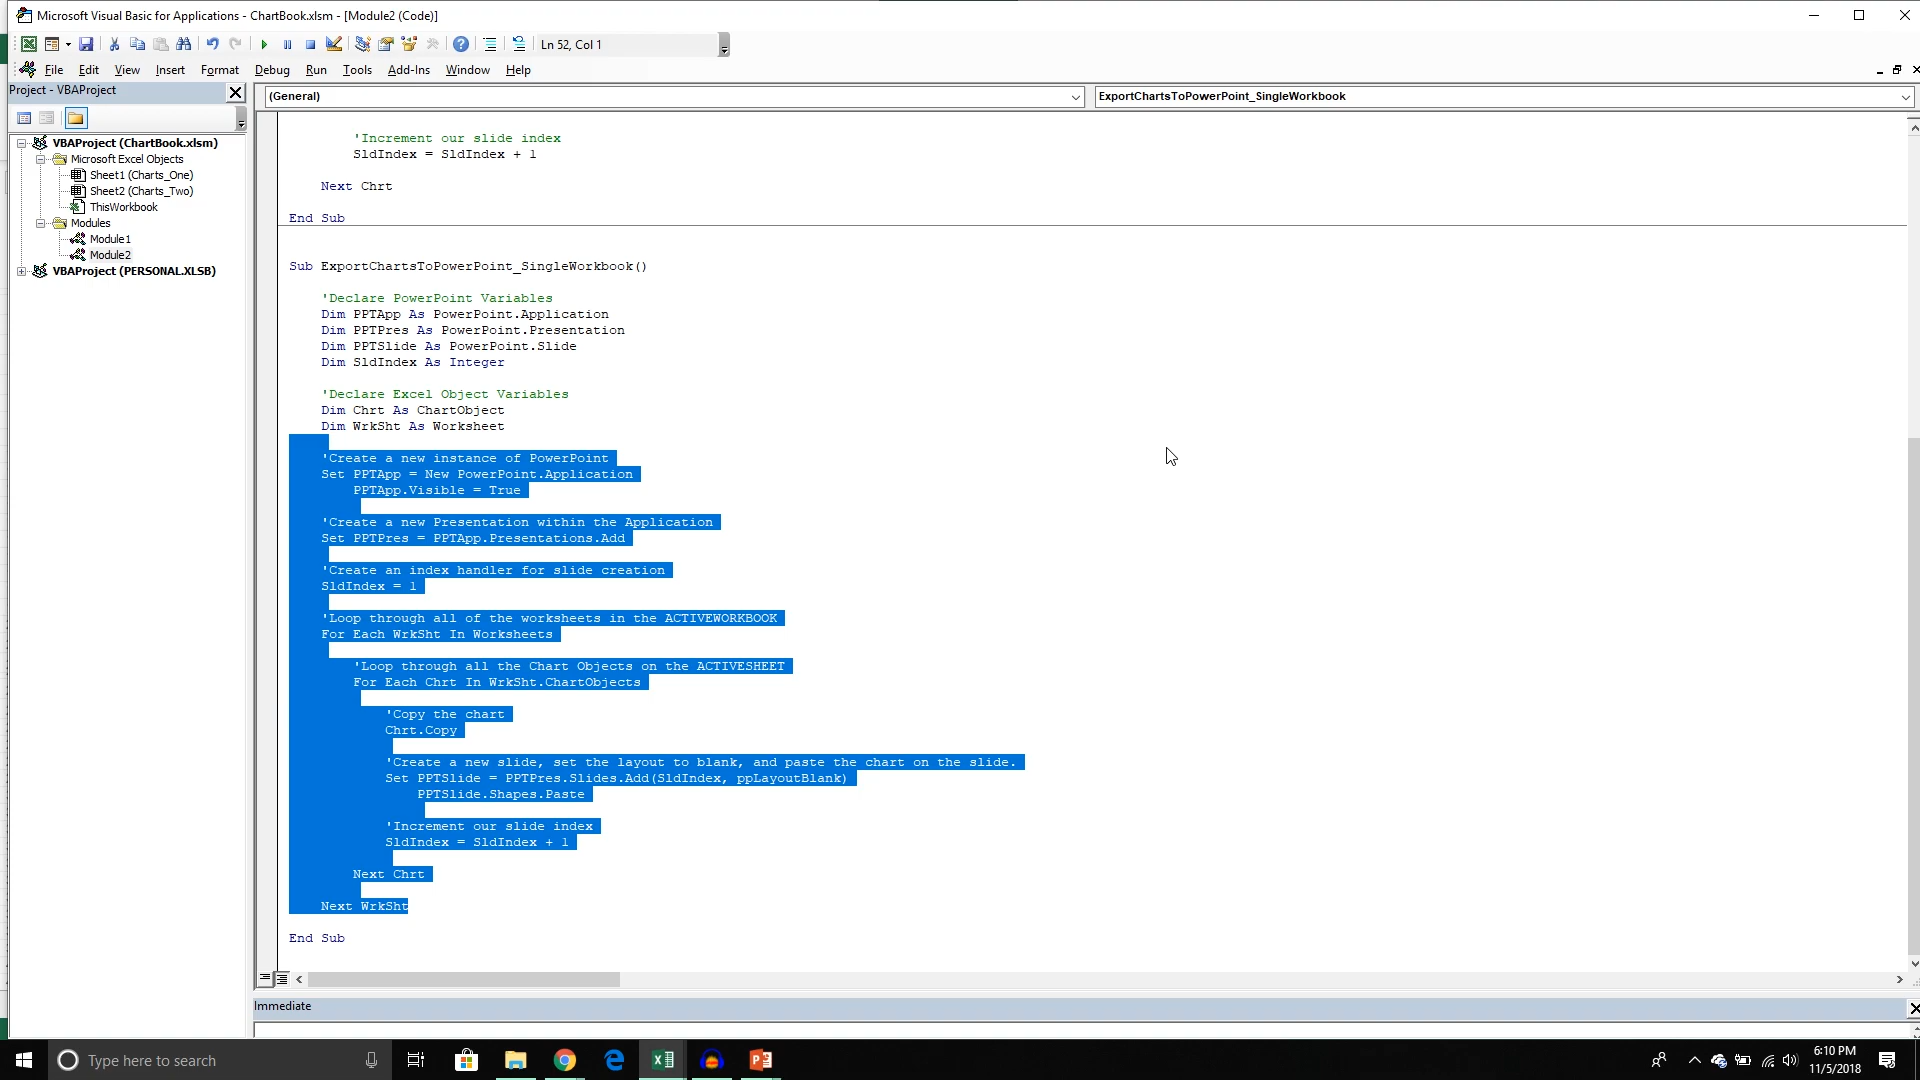 Microsoft Visual Basic for Applications - ChartBook.xlsm - [Module2 (Code)]
Ln 52, Col 1
File Edit View Insert Format Debug Run Tools Add-Ins Window Help
Project - VBAProject
(General)
ExportChartsToPowerPoint_SingleWorkbook
VBAProject (ChartBook.xlsm)
Microsoft Excel Objects
Sheet1 (Charts_One)
Sheet2 (Charts_Two)
ThisWorkbook
Modules
Module1
Module2
VBAProject (PERSONAL.XLSB)
'Increment our slide index
SldIndex = SldIndex + 1
Next Chrt
End Sub
Sub ExportChartsToPowerPoint_SingleWorkbook()
'Declare PowerPoint Variables
Dim PPTApp As PowerPoint.Application
Dim PPTPres As PowerPoint.Presentation
Dim PPTSlide As PowerPoint.Slide
Dim SldIndex As Integer
'Declare Excel Object Variables
Dim Chrt As ChartObject
Dim WrkSht As Worksheet
'Create a new instance of PowerPoint
Set PPTApp = New PowerPoint.Application
PPTApp.Visible = True
'Create a new Presentation within the Application
Set PPTPres = PPTApp.Presentations.Add
'Create an index handler for slide creation
SldIndex = 1
'Loop through all of the worksheets in the ACTIVEWORKBOOK
For Each WrkSht In Worksheets
'Loop through all the Chart Objects on the ACTIVESHEET
For Each Chrt In WrkSht.ChartObjects
'Copy the chart
Chrt.Copy
'Create a new slide, set the layout to blank, and paste the chart on the slide.
Set PPTSlide = PPTPres.Slides.Add(SldIndex, ppLayoutBlank)
PPTSlide.Shapes.Paste
'Increment our slide index
SldIndex = SldIndex + 1
Next Chrt
Next WrkSht
End Sub
Immediate
Type here to search
6:10 PM
11/5/2018